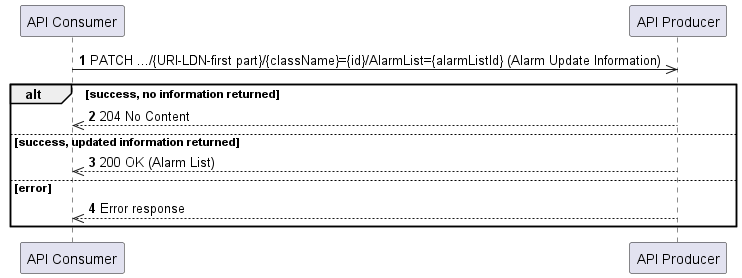 API Consumer API Producer
1 PATCH .../{URI-LDN-first part}/{className}={id}/AlarmList={alarmListId} (Alarm Update Information)
alt [success, no information returned]
2 204 No Content
[success, updated information returned]
3 200 OK (Alarm List)
[error]
4 Error response
API Consumer API Producer